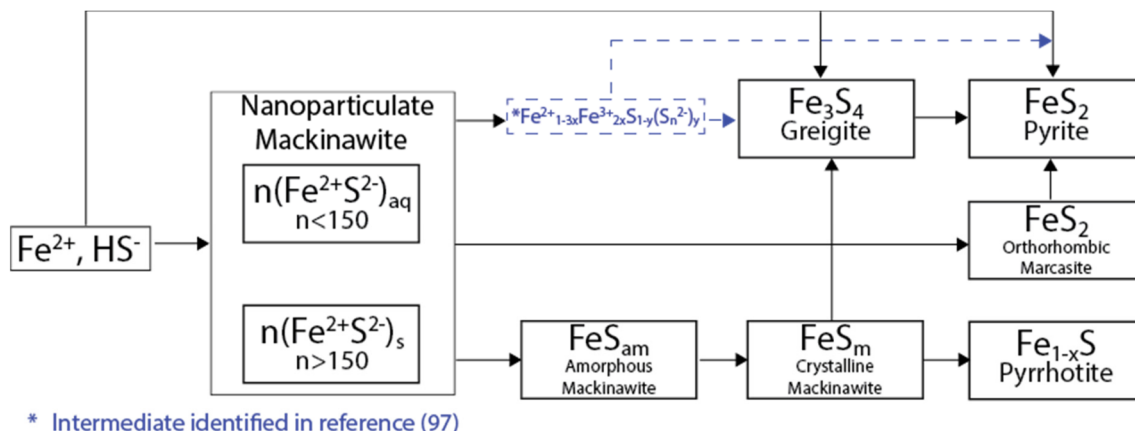 Fe²⁺, HS⁻
Nanoparticulate
Mackinawite
n(Fe²⁺S²⁻)aq
n<150
n(Fe²⁺S²⁻)s
n>150
*Fe²⁺₁₋₃ₓFe³⁺₂ₓS₁₋y(Sₙ²⁻)y
Fe₃S₄
Greigite
FeS₂
Pyrite
FeS₂
Orthorhombic
Marcasite
FeSam
Amorphous
Mackinawite
FeSm
Crystalline
Mackinawite
Fe₁₋ₓS
Pyrrhotite
* Intermediate identified in reference (97)